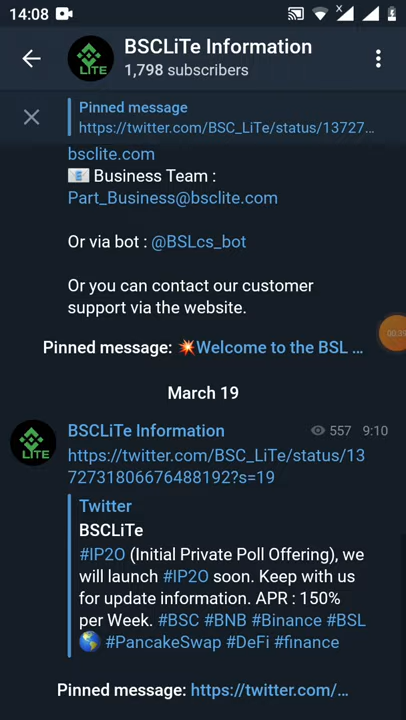 14:08
BSCLiTe Information
1,798 subscribers
Pinned message
https://twitter.com/BSC_LiTe/status/13727...
bsclite.com
📧 Business Team :
Part_Business@bsclite.com
Or via bot : @BSLcs_bot
Or you can contact our customer
support via the website.
Pinned message: 💥Welcome to the BSL ...
00:39
March 19
BSCLiTe Information 557 9:10
https://twitter.com/BSC_LiTe/status/13
72731806676488192?s=19
Twitter
BSCLiTe
#IP2O (Initial Private Poll Offering), we
will launch #IP2O soon. Keep with us
for update information. APR : 150%
per Week. #BSC #BNB #Binance #BSL
🌎 #PancakeSwap #DeFi #finance
Pinned message: https://twitter.com/...
LITE
LITE